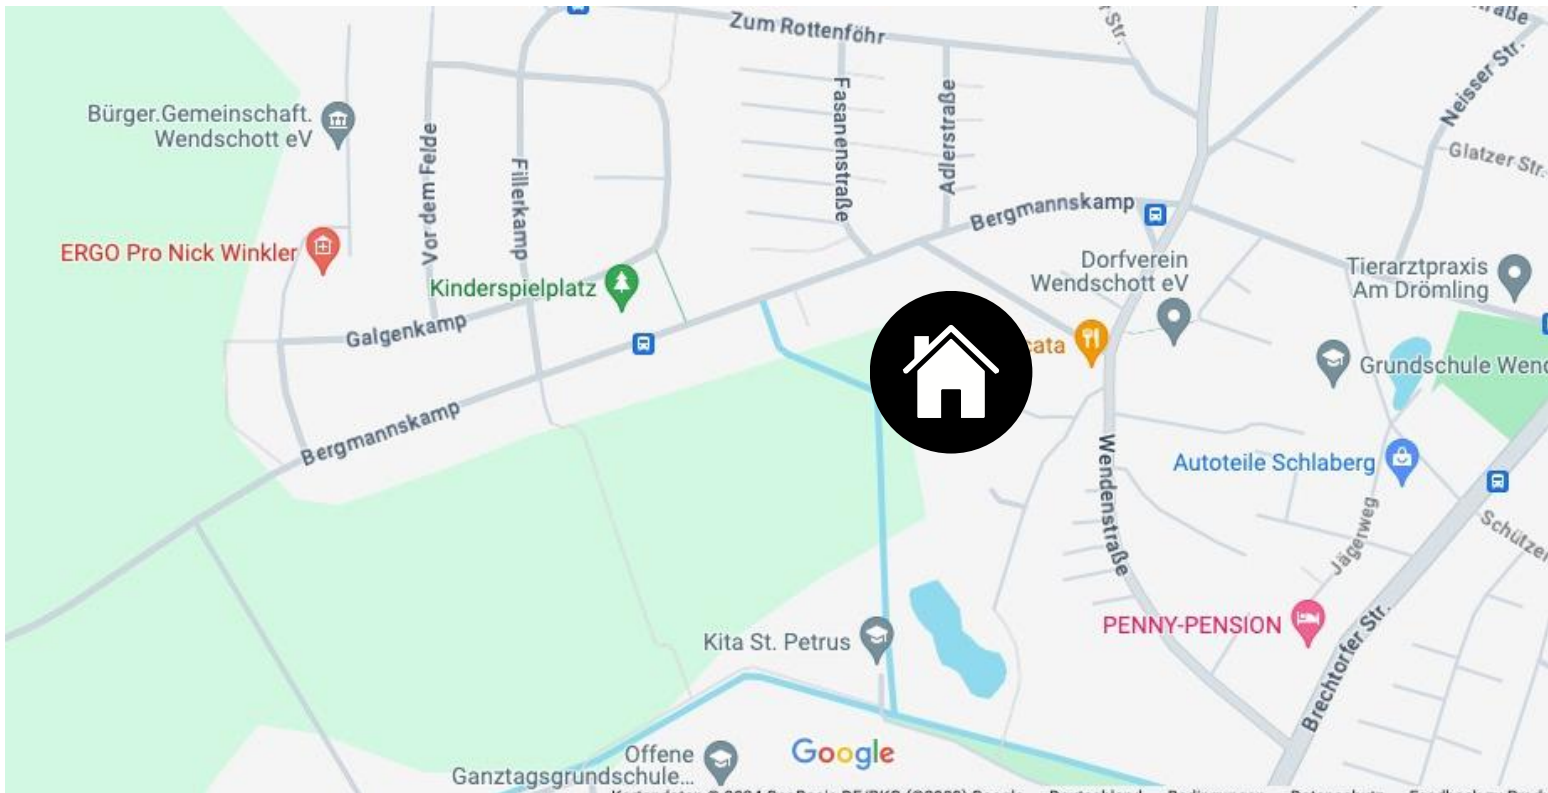 Zum Rottenföhr
Neisser Str.
Glatzer Str.
Bürger.Gemeinschaft.
Wendschott eV
Vor dem Felde
Fillerkamp
Fasanenstraße
Adlerstraße
Bergmannskamp
ERGO Pro Nick Winkler
Kinderspielplatz
Dorfverein
Wendschott eV
Tierarztpraxis
Am Drömling
Galgenkamp
Grundschule
Bergmannskamp
Wendenstraße
Autoteile Schlaberg
Jägerweg
PENNY-PENSION
Brechtorfer Str.
Kita St. Petrus
Offene
Ganztagsgrundschule...
Google